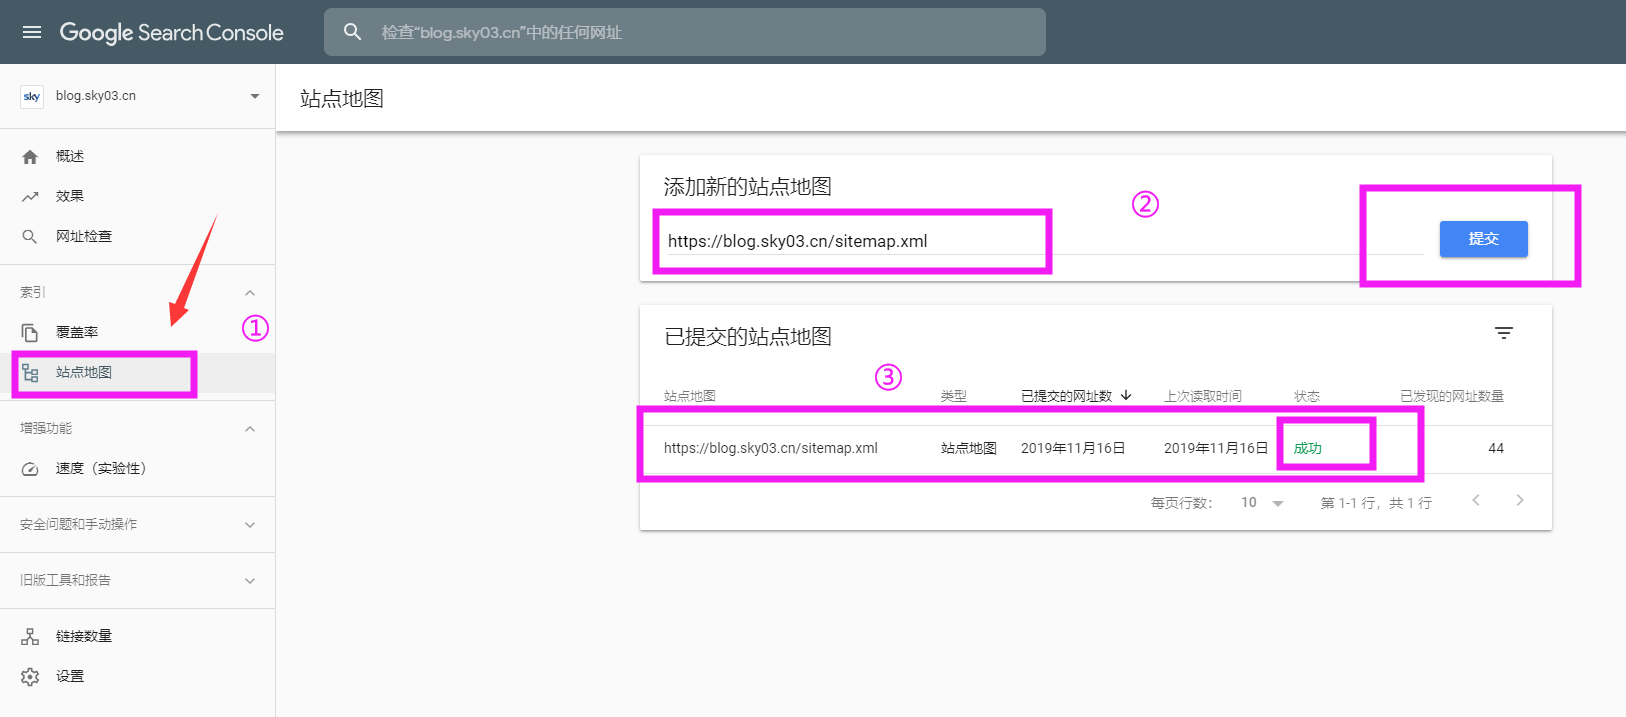 Google Search Console
检查“blog.sky03.cn”中的任何网址
sky
blog.sky03.cn
概述
效果
网址检查
索引
覆盖率
①
站点地图
增强功能
速度（实验性）
安全问题和手动操作
旧版工具和报告
链接数量
设置
站点地图
添加新的站点地图
②
https://blog.sky03.cn/sitemap.xml
提交
已提交的站点地图
③
站点地图 类型 已提交的网址数 上次读取时间 状态 已发现的网址数量
https://blog.sky03.cn/sitemap.xml 站点地图 2019年11月16日 2019年11月16日 成功 44
每页行数： 10 第 1-1 行，共 1 行